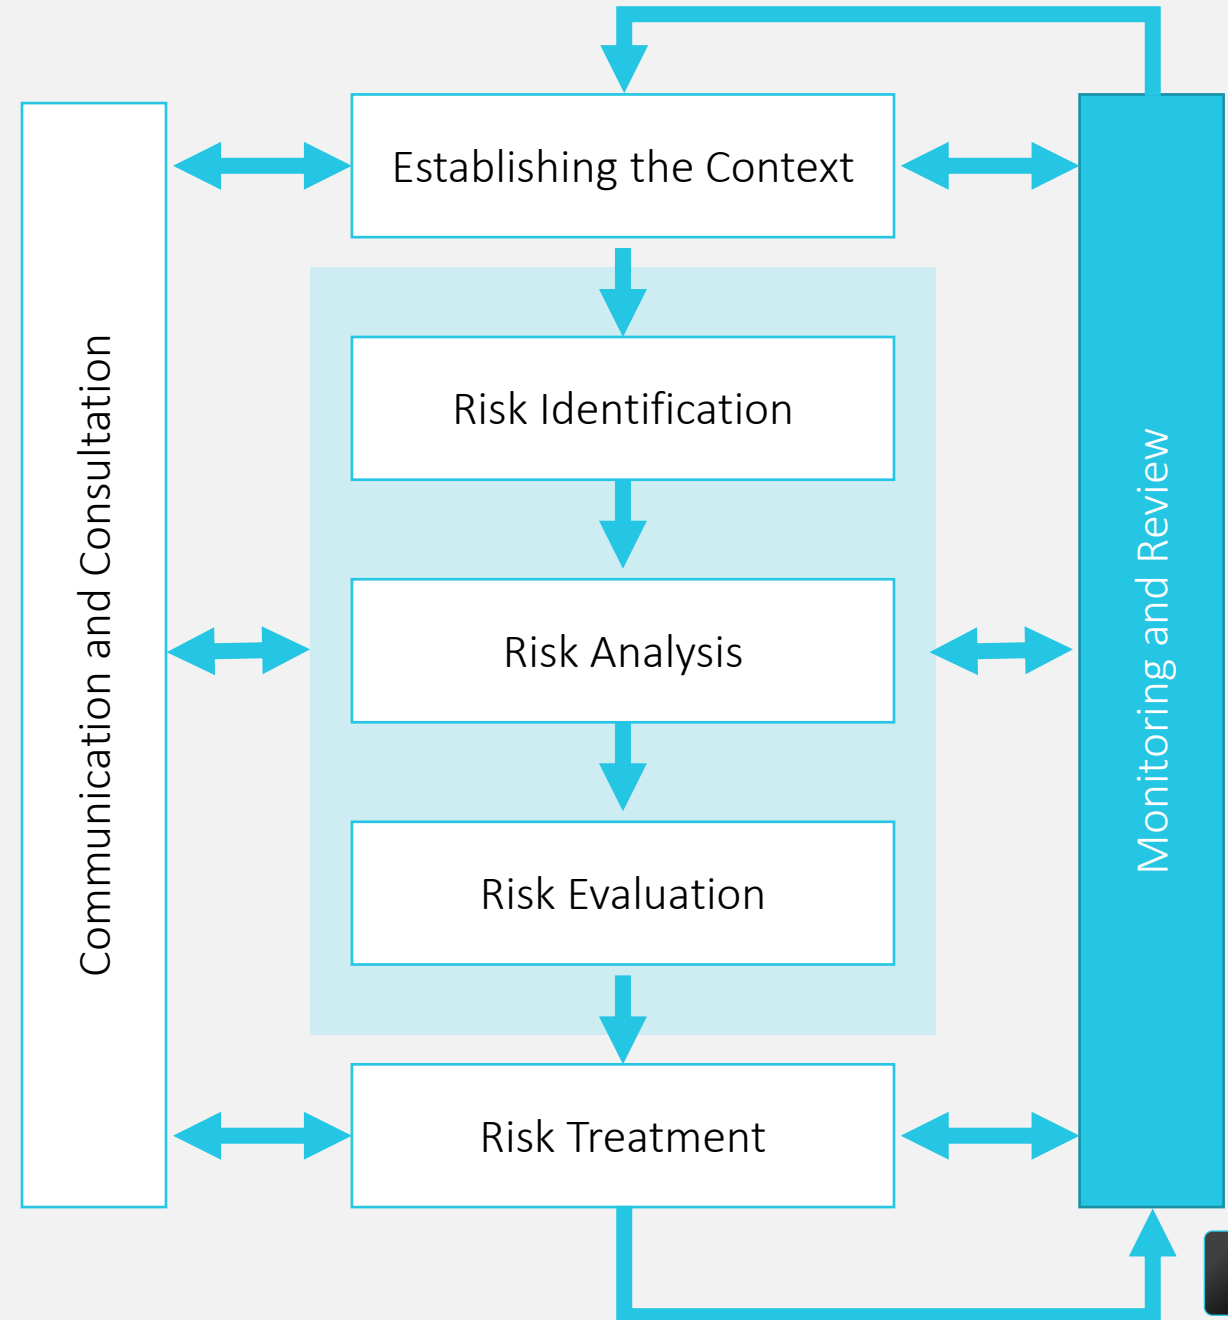 Establishing the Context
Communication and Consultation
Risk Identification
Risk Analysis
Risk Evaluation
Risk Treatment
Monitoring and Review